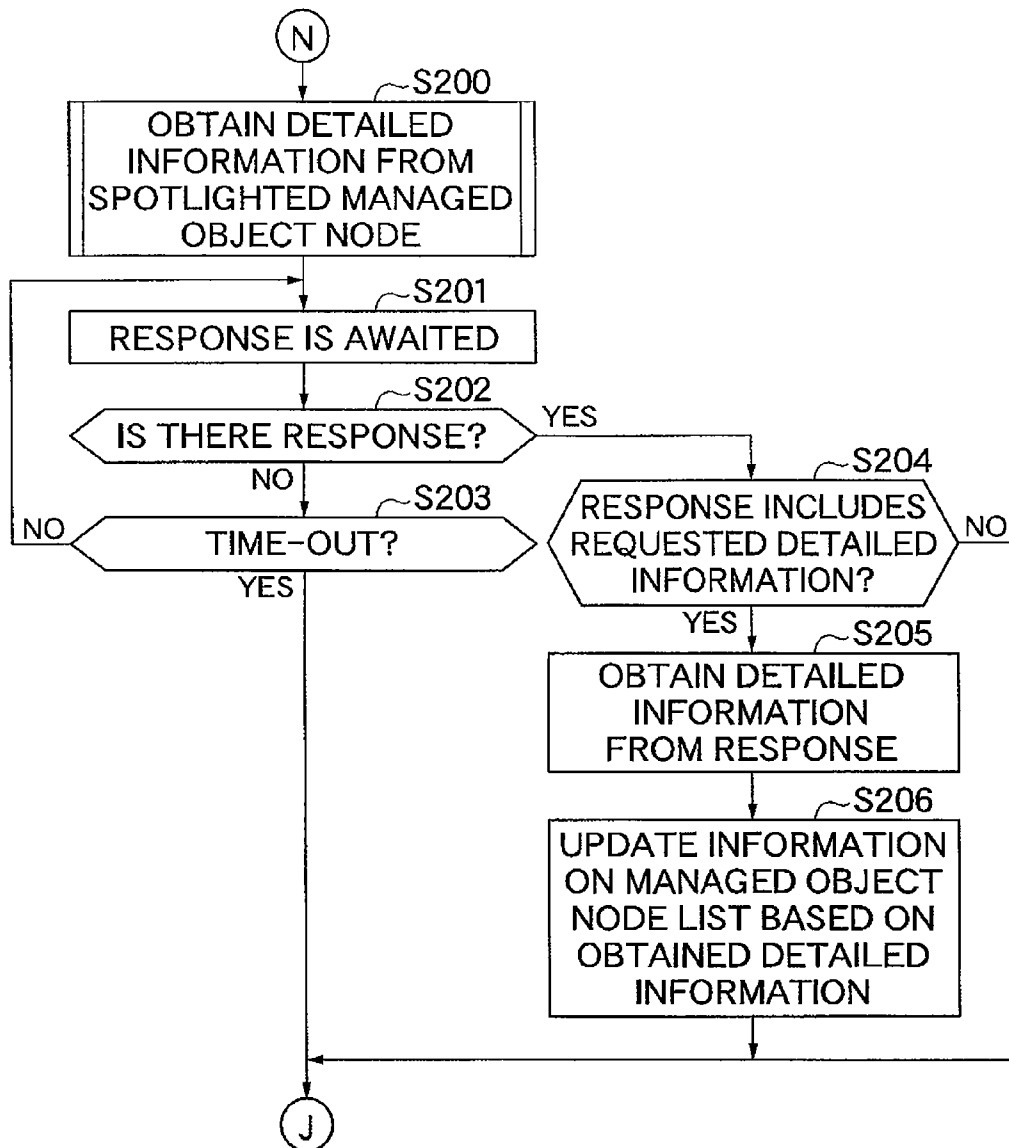 N
S200
OBTAIN DETAILED
INFORMATION FROM
SPOTLIGHTED MANAGED
OBJECT NODE
S201
RESPONSE IS AWAITED
S202
IS THERE RESPONSE?
YES
NO
S203
TIME-OUT?
NO
YES
S204
RESPONSE INCLUDES
REQUESTED DETAILED
INFORMATION?
NO
YES
S205
OBTAIN DETAILED
INFORMATION
FROM RESPONSE
S206
UPDATE INFORMATION
ON MANAGED OBJECT
NODE LIST BASED ON
OBTAINED DETAILED
INFORMATION
J